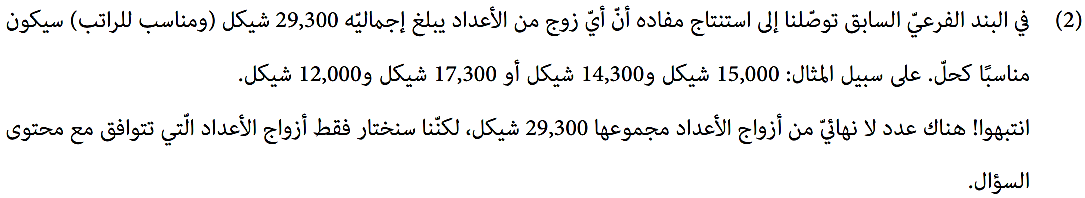 (2) في البند الفرعيّ السابق توصّلنا إلى استنتاج مفاده أنّ أيّ زوج من الأعداد يبلغ إجماليّه 29,300 شيكل (ومناسب للراتب) سيكون
مناسبًا كحلّ. على سبيل المثال: 15,000 شيكل و14,300 شيكل أو 17,300 شيكل و12,000 شيكل.
انتبهوا! هناك عدد لا نهائيّ من أزواج الأعداد مجموعها 29,300 شيكل، لكنّنا سنختار فقط أزواج الأعداد الّتي تتوافق مع محتوى
السؤال.